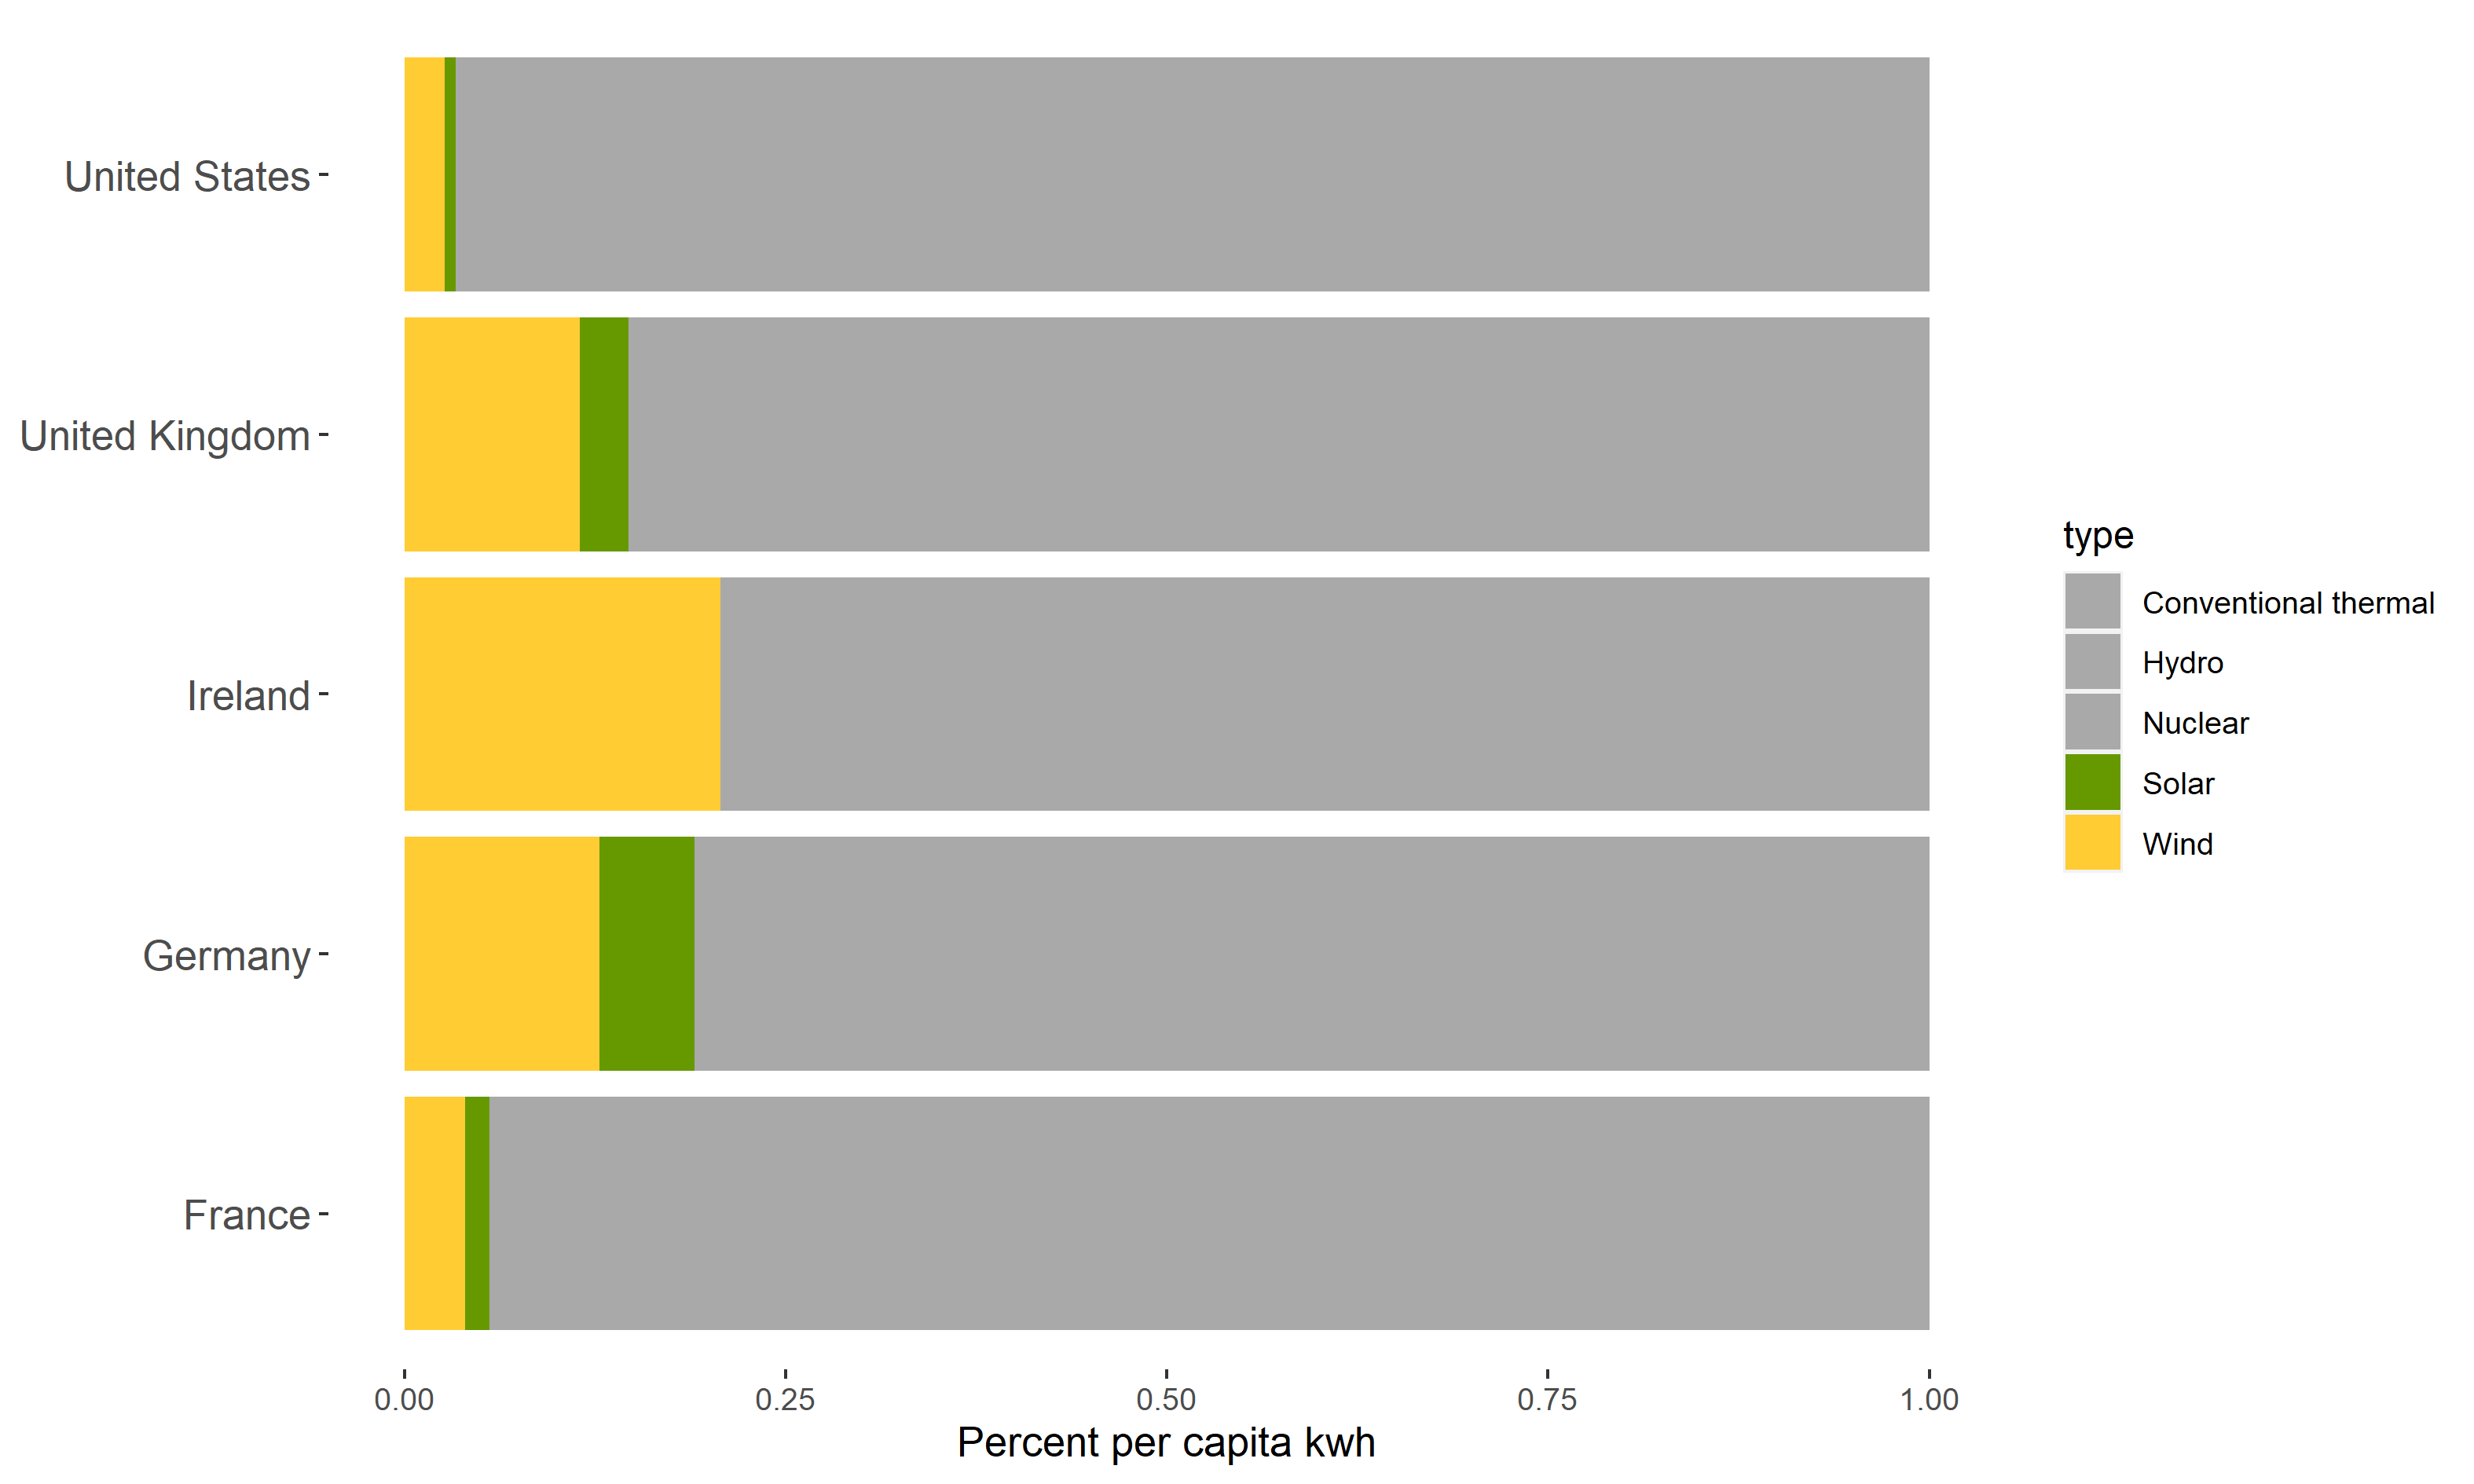 United States
United Kingdom
Ireland
Germany
France
0.00
0.25
0.50
0.75
1.00
Percent per capita kwh
type
Conventional thermal
Hydro
Nuclear
Solar
Wind